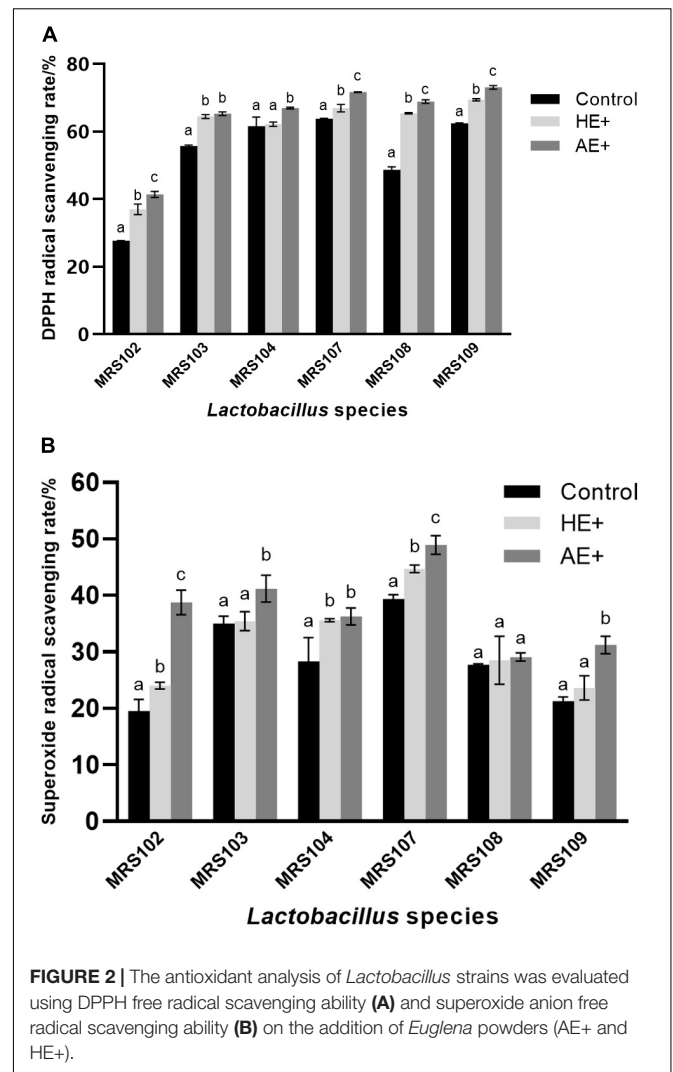 A
DPPH radical scanvenging rate/%
80
60
40
20
0
a b c
a b b
a a b
a b c
a b c
a b c
Control
HE+
AE+
MRS102 MRS103 MRS104 MRS107 MRS108 MRS109
Lactobacillus species
B
Superoxide radical scavenging rate/%
60
50
40
30
20
10
0
a b c
a a b
a b b
a b c
a a a
a a b
Control
HE+
AE+
MRS102 MRS103 MRS104 MRS107 MRS108 MRS109
Lactobacillus species
FIGURE 2 | The antioxidant analysis of Lactobacillus strains was evaluated
using DPPH free radical scavenging ability (A) and superoxide anion free
radical scavenging ability (B) on the addition of Euglena powders (AE+ and
HE+).